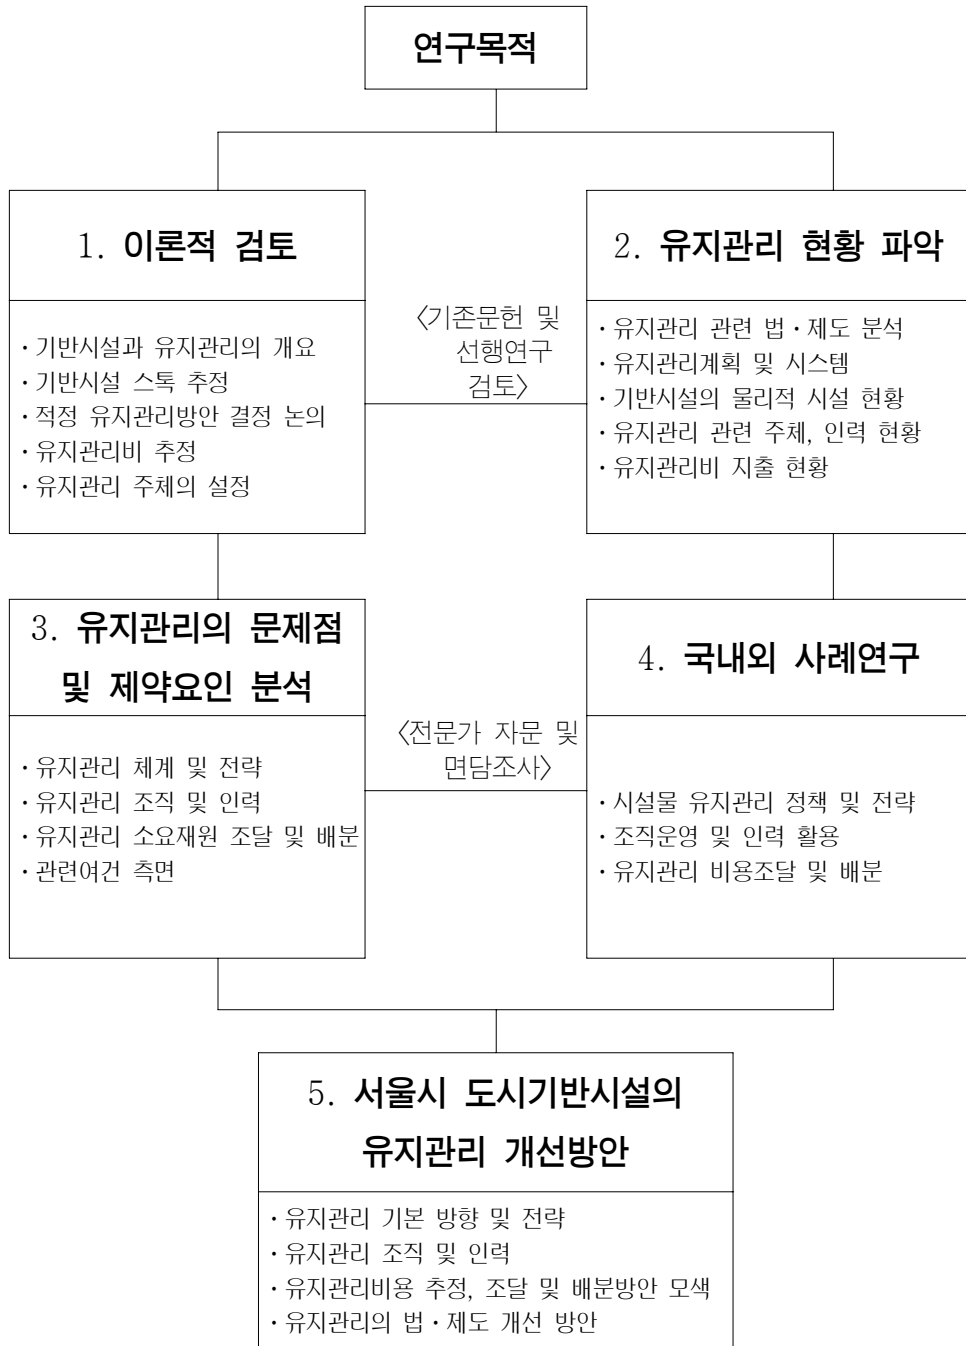 연구목적
1. 이론적 검토
· 기반시설과 유지관리의 개요
· 기반시설 스톡 추정
· 적정 유지관리방안 결정 논의
· 유지관리비 추정
· 유지관리 주체의 설정
〈기존문헌 및
선행연구
검토〉
2. 유지관리 현황 파악
· 유지관리 관련 법·제도 분석
· 유지관리계획 및 시스템
· 기반시설의 물리적 시설 현황
· 유지관리 관련 주체, 인력 현황
· 유지관리비 지출 현황
3. 유지관리의 문제점
및 제약요인 분석
· 유지관리 체계 및 전략
· 유지관리 조직 및 인력
· 유지관리 소요재원 조달 및 배분
· 관련여건 측면
〈전문가 자문 및
면담조사〉
4. 국내외 사례연구
· 시설물 유지관리 정책 및 전략
· 조직운영 및 인력 활용
· 유지관리 비용조달 및 배분
5. 서울시 도시기반시설의
유지관리 개선방안
· 유지관리 기본 방향 및 전략
· 유지관리 조직 및 인력
· 유지관리비용 추정, 조달 및 배분방안 모색
· 유지관리의 법·제도 개선 방안